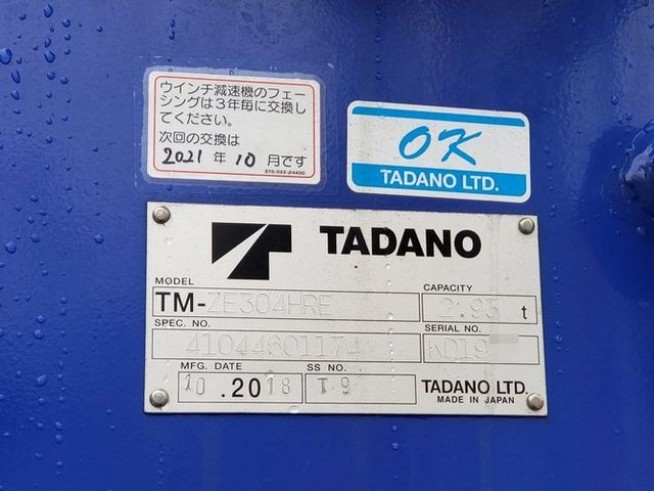 ウインチ減速機のフェー
シングは3年毎に交換し
てください。
次回の交換は
2021 年 10 月です
OK
TADANO LTD.
TADANO
MODEL
TM-ZE304HRE
CAPACITY
2.93 t
SPEC. NO.
SERIAL NO.
KD19
MFG. DATE
10 .2018
SS NO.
T 9
TADANO LTD.
MADE IN JAPAN